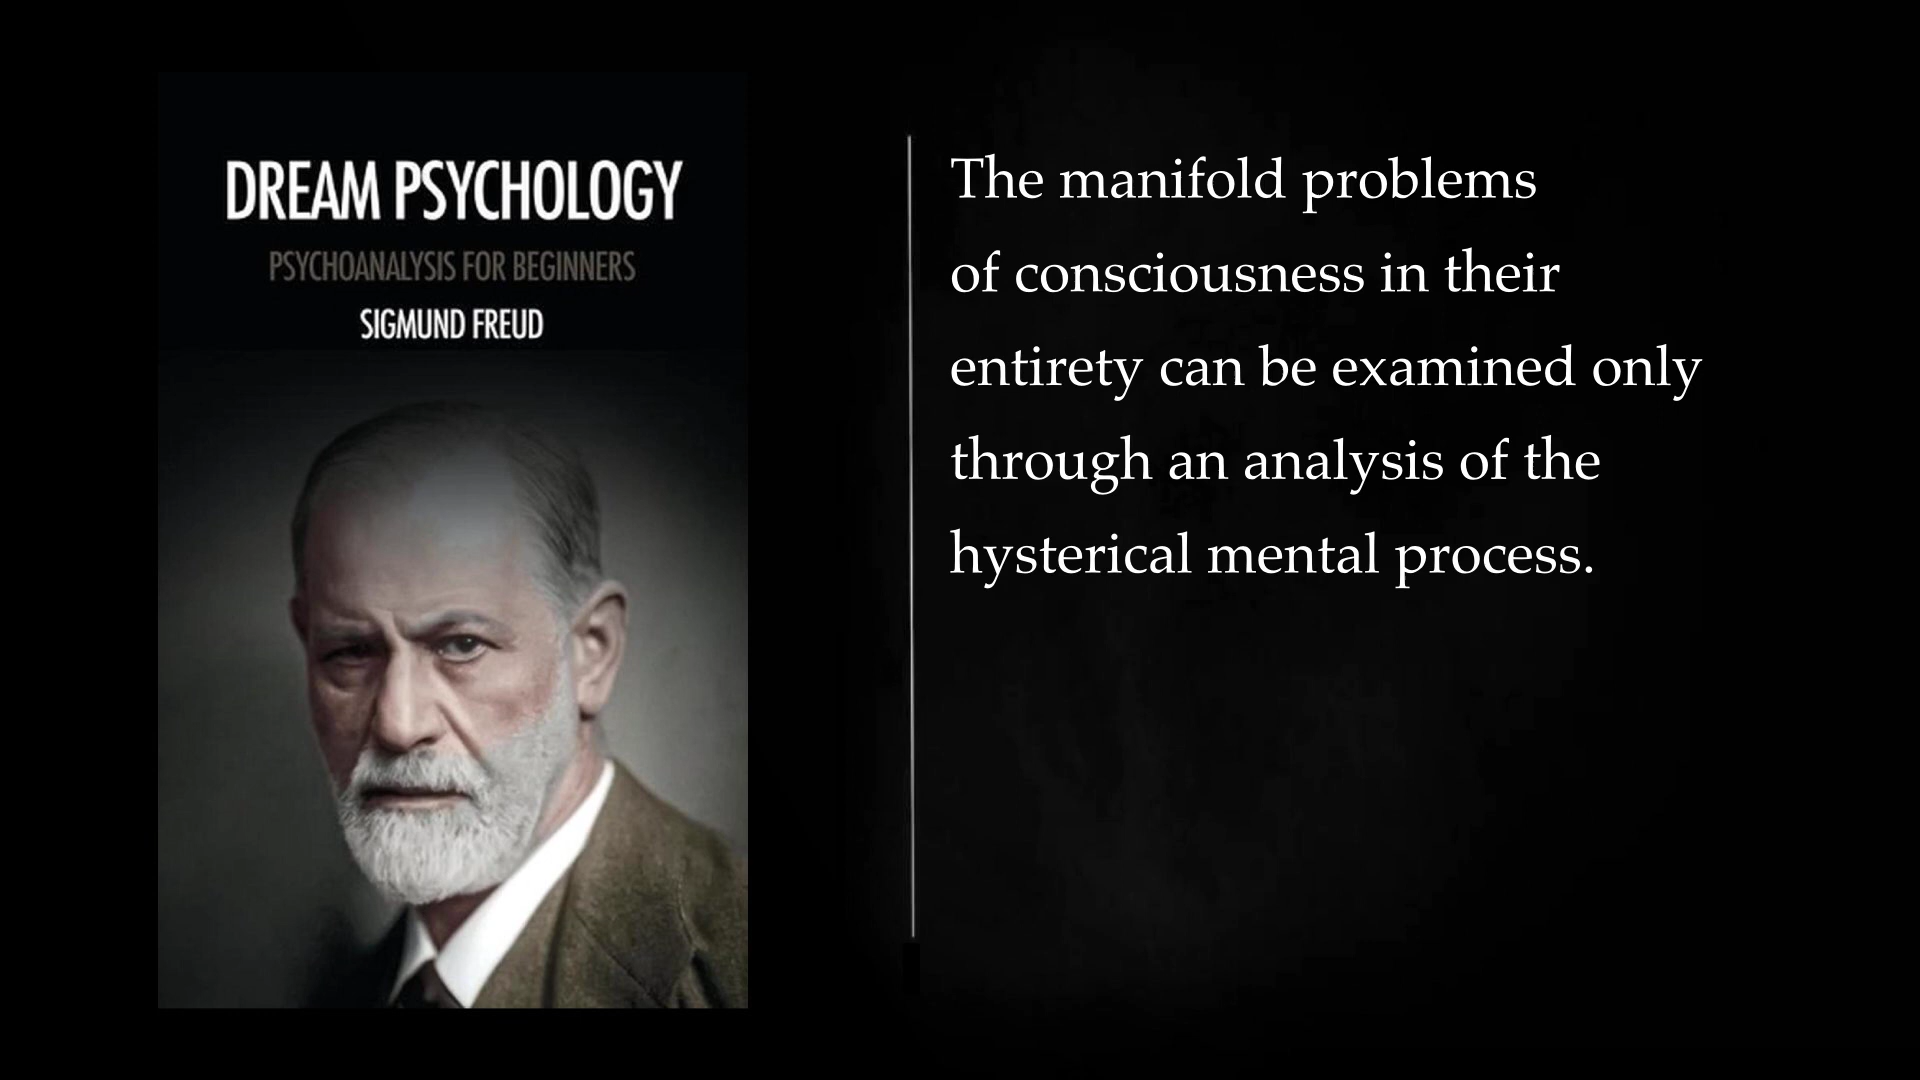 DREAM PSYCHOLOGY
PSYCHOANALYSIS FOR BEGINNERS
SIGMUND FREUD
The manifold problems
of consciousness in their
entirety can be examined only
through an analysis of the
hysterical mental process.